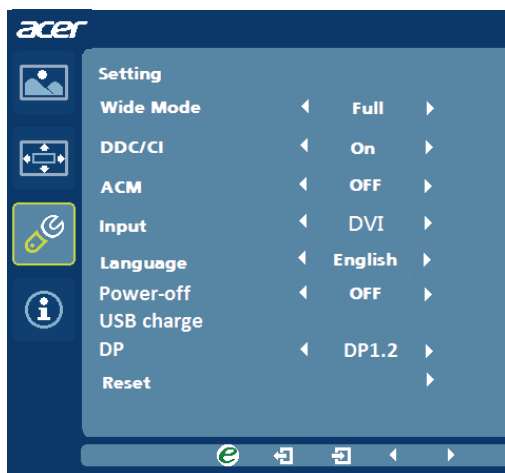 acer
Setting
Wide Mode Full
DDC/CI On
ACM OFF
Input DVI
Language English
Power-off OFF
USB charge
DP DP1.2
Reset
e